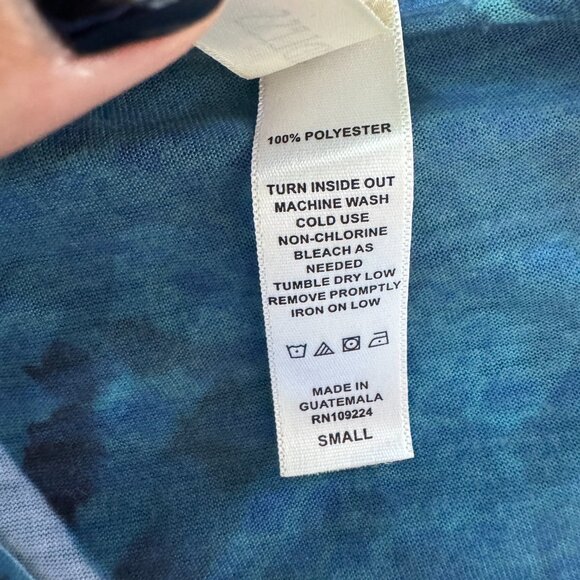 100% POLYESTER
TURN INSIDE OUT
MACHINE WASH
COLD USE
NON-CHLORINE
BLEACH AS
NEEDED
TUMBLE DRY LOW
REMOVE PROMPTLY
IRON ON LOW
MADE IN
GUATEMALA
RN109224
SMALL